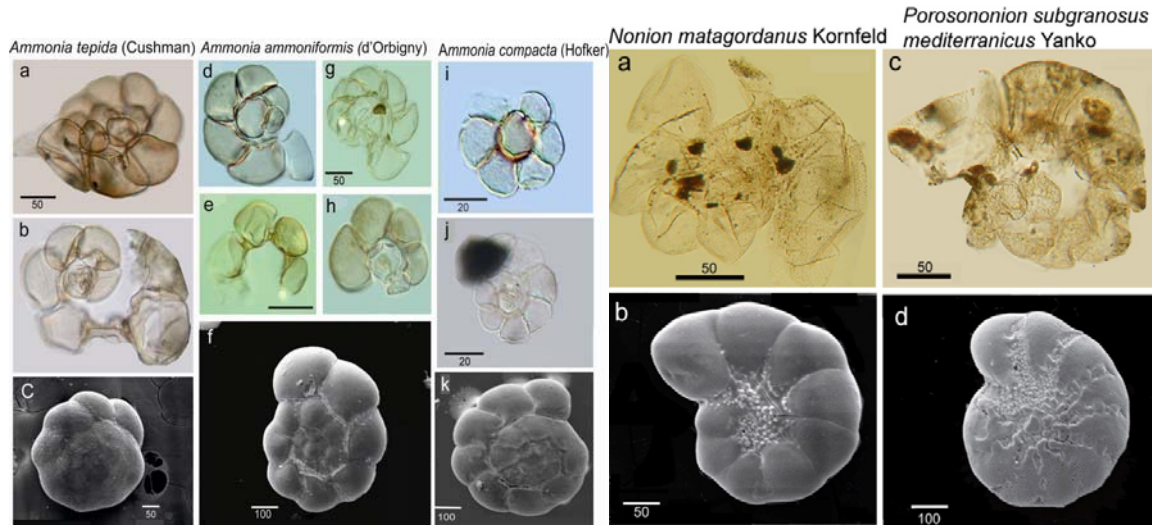 Ammonia tepida (Cushman)
Ammonia ammoniformis (d'Orbigny)
Ammonia compacta (Hofker)
a
50
b
C
50
d
g
50
e
h
f
100
i
20
j
20
k
100
Nonion matagordanus Kornfeld
a
50
b
50
Porosononion subgranosus
mediterranicus Yanko
c
50
d
100